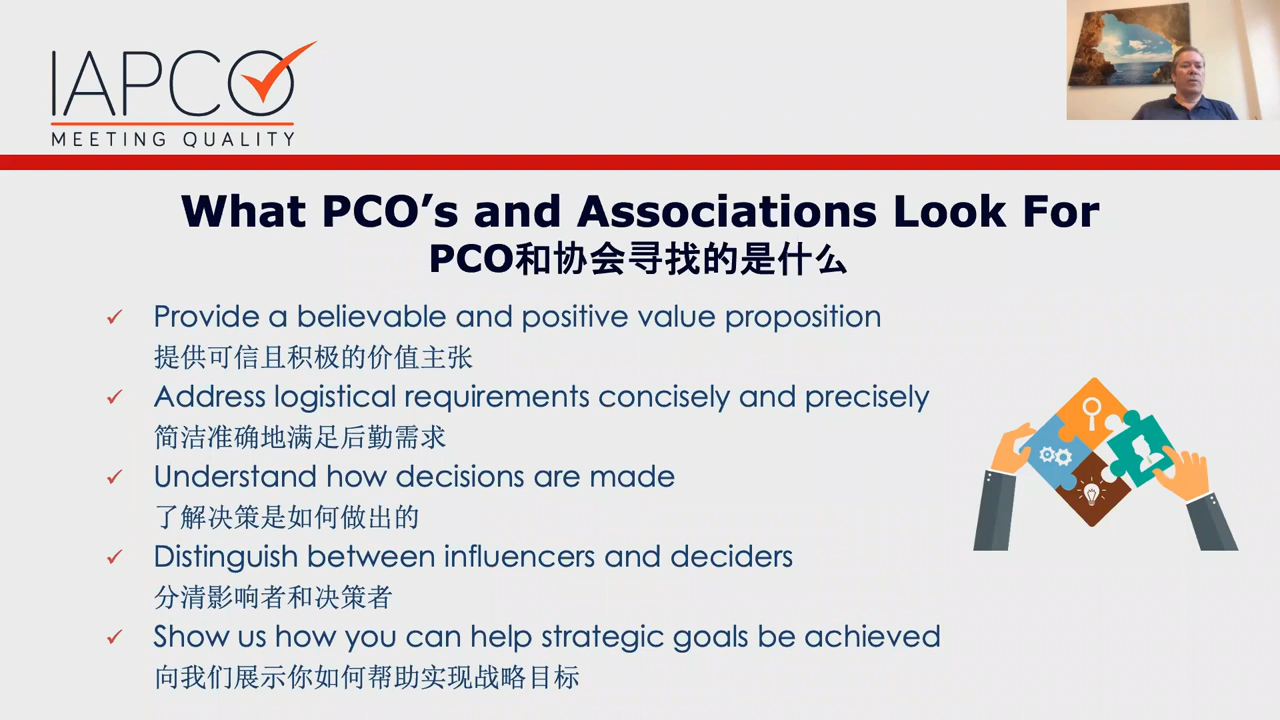 IAPCO
MEETING QUALITY
What PCO’s and Associations Look For
PCO和协会寻找的是什么
Provide a believable and positive value proposition
提供可信且积极的价值主张
Address logistical requirements concisely and precisely
简洁准确地满足后勤需求
Understand how decisions are made
了解决策是如何做出的
Distinguish between influencers and deciders
分清影响者和决策者
Show us how you can help strategic goals be achieved
向我们展示你如何帮助实现战略目标